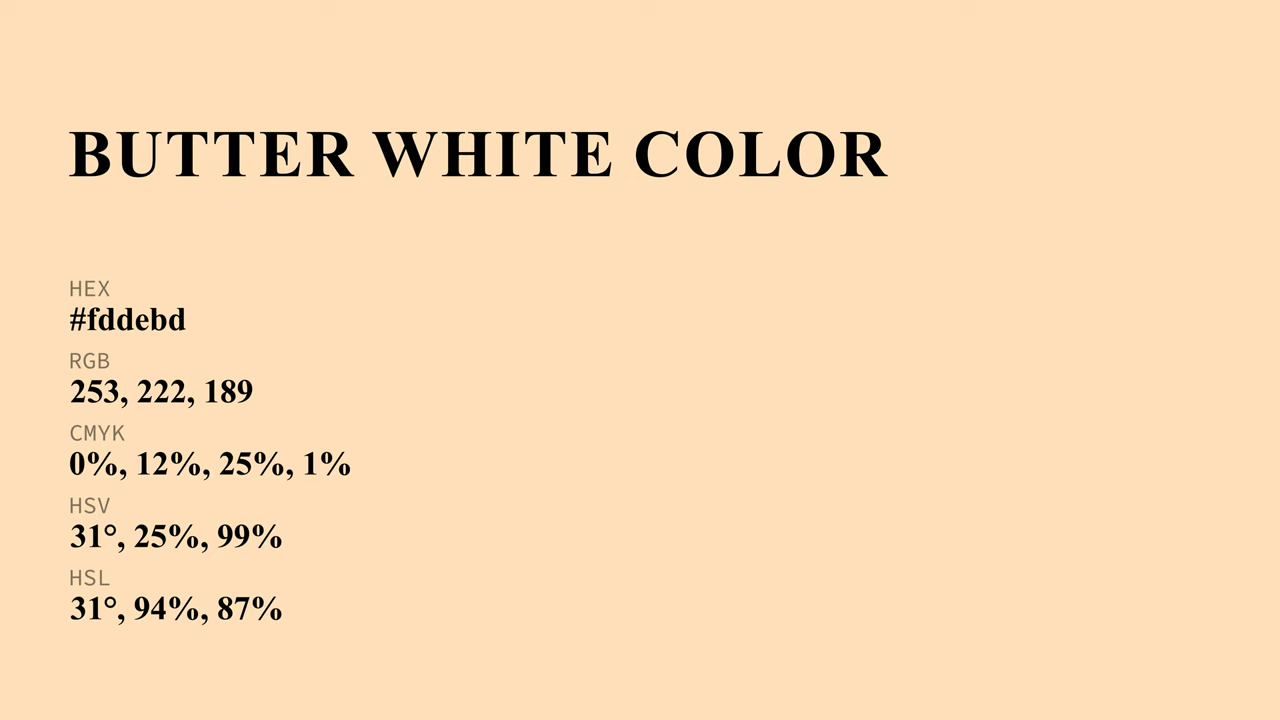 BUTTER WHITE COLOR
HEX
#fddebd
RGB
253, 222, 189
CMYK
0%, 12%, 25%, 1%
HSV
31°, 25%, 99%
HSL
31°, 94%, 87%